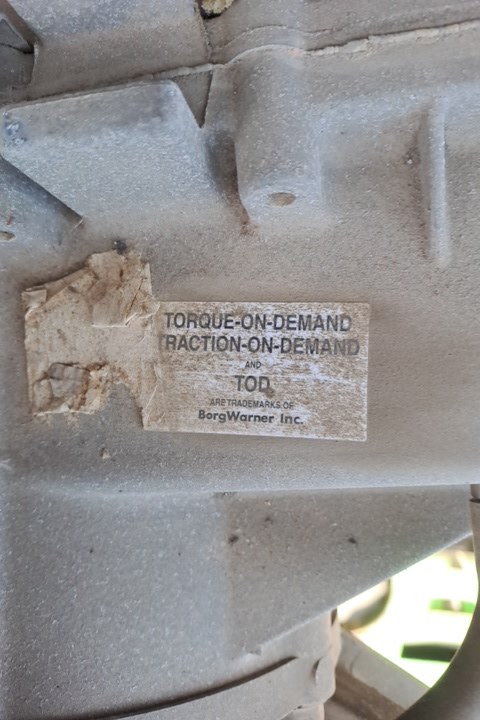 TORQUE-ON-DEMAND
TRACTION-ON-DEMAND
AND
TOD
ARE TRADEMARKS OF
BorgWarner Inc.